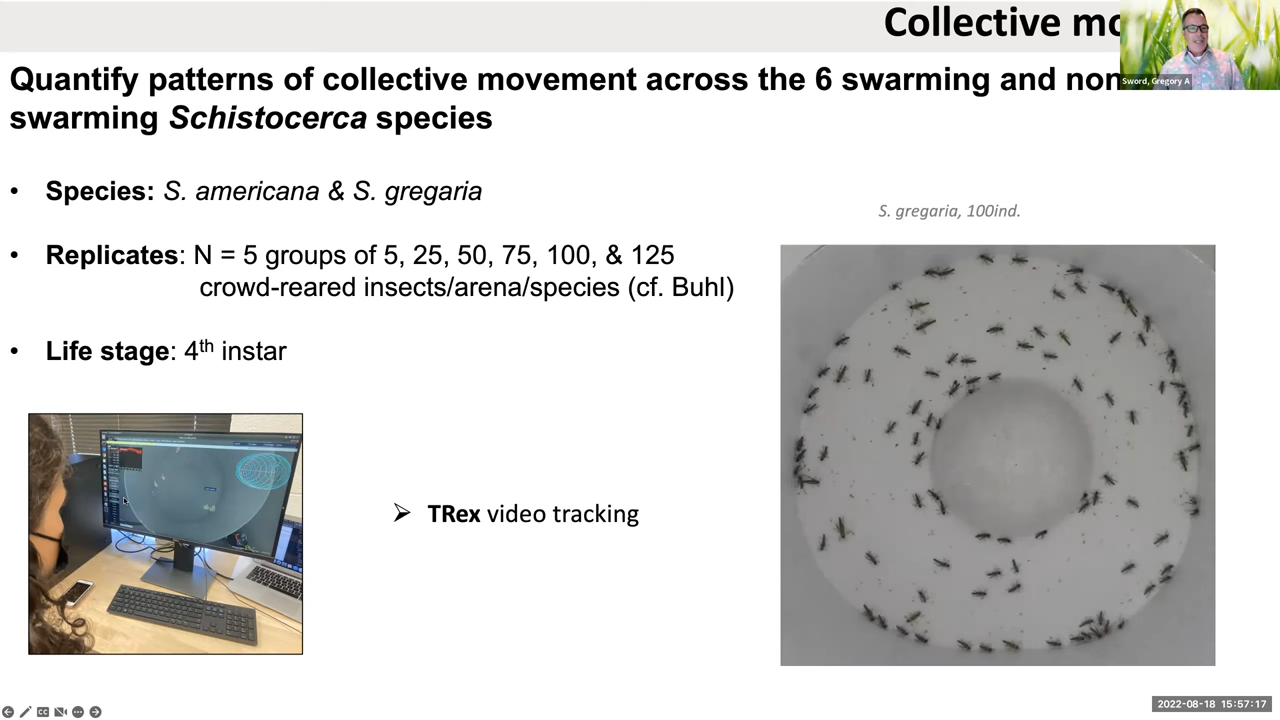 Collective mo
Sword, Gregory A
Quantify patterns of collective movement across the 6 swarming and non
swarming Schistocerca species
• Species: S. americana & S. gregaria
S. gregaria, 100ind.
• Replicates: N = 5 groups of 5, 25, 50, 75, 100, & 125
crowd-reared insects/arena/species (cf. Buhl)
• Life stage: 4th instar
➢ TRex video tracking
CC
2022-08-18 15:57:17